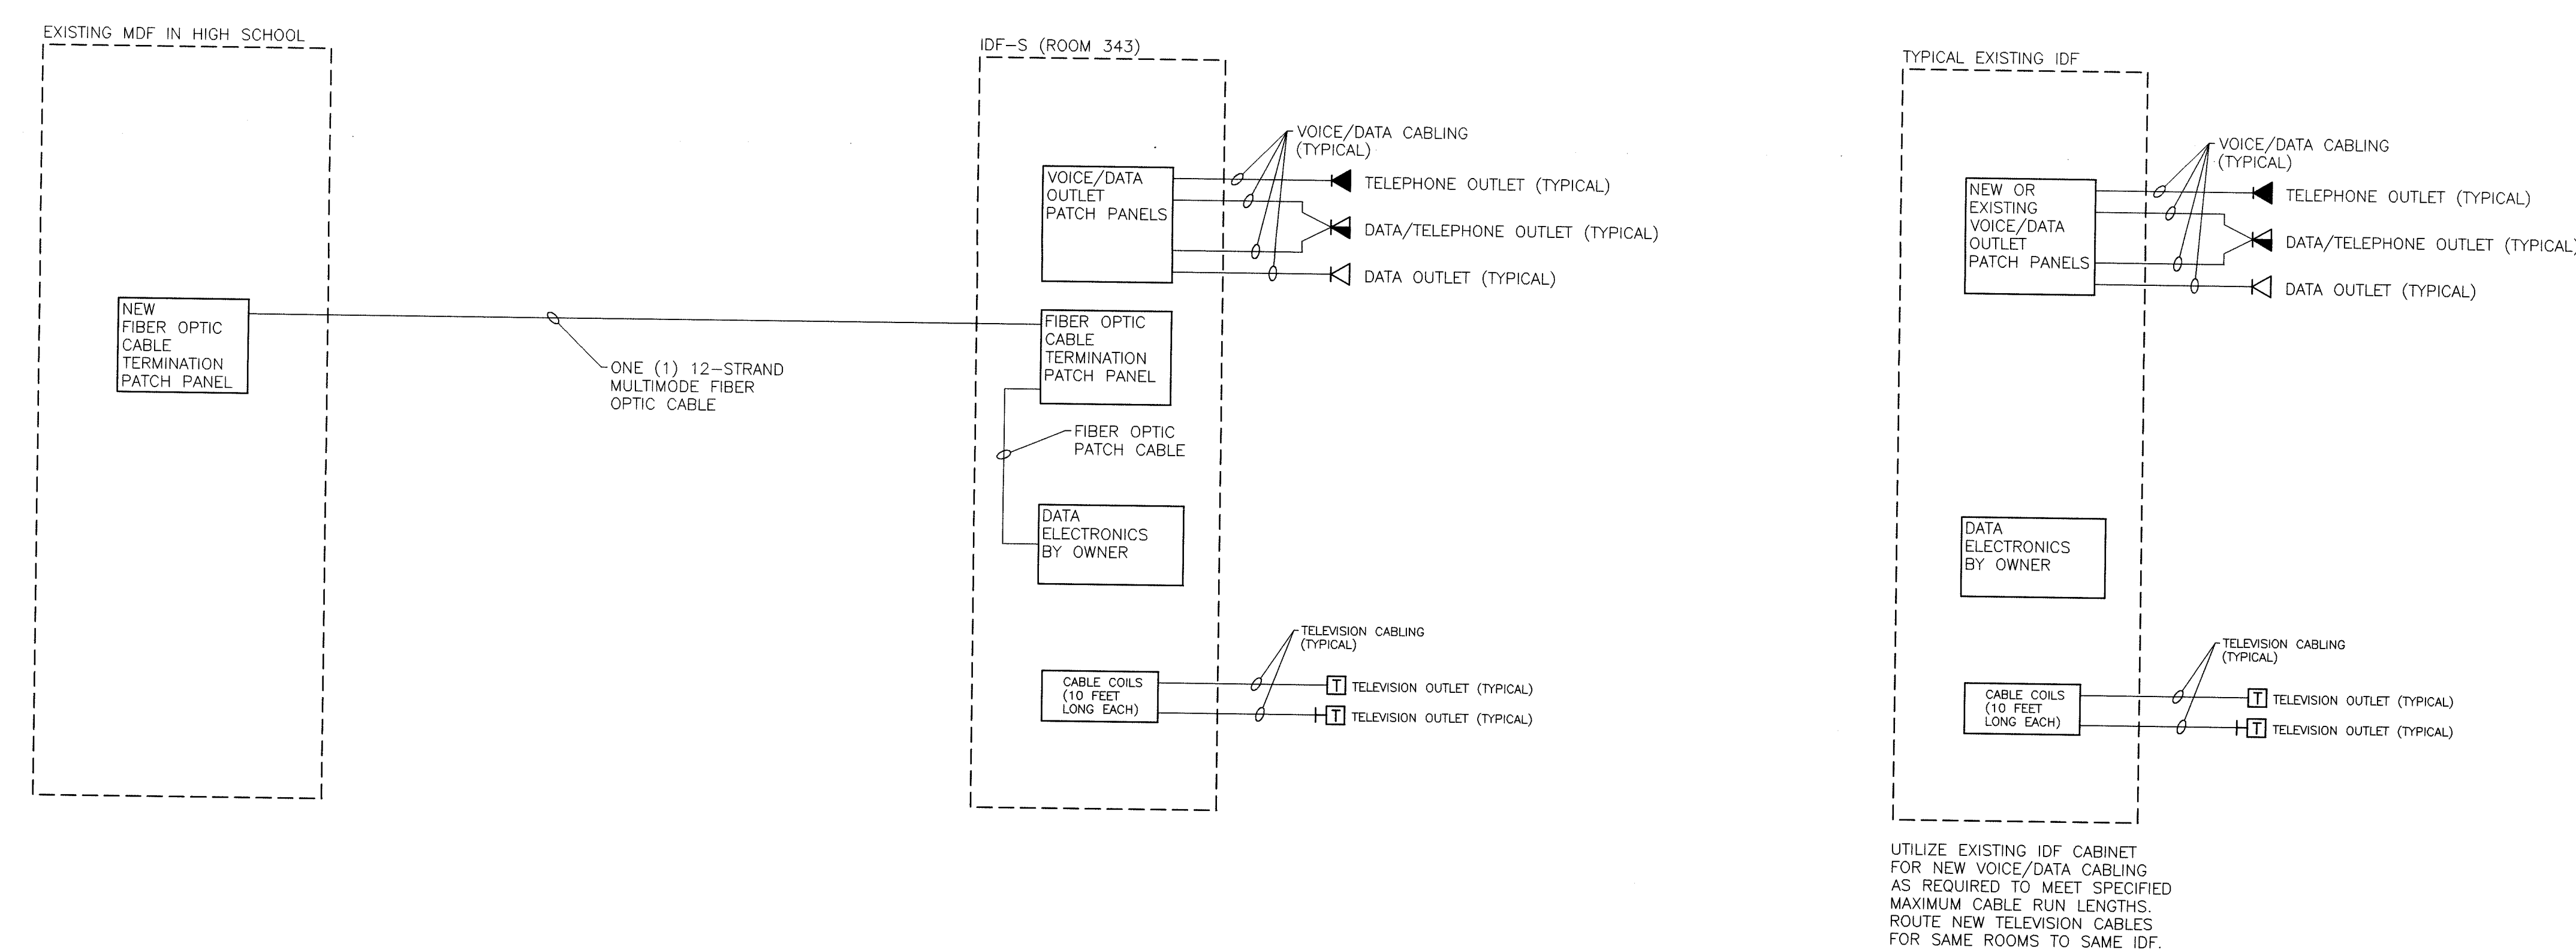 EXISTING MDF IN HIGH SCHOOL
NEW
FIBER OPTIC
CABLE
TERMINATION
PATCH PANEL
ONE (1) 12-STRAND
MULTIMODE FIBER
OPTIC CABLE
IDF-S (ROOM 343)
VOICE/DATA
OUTLET
PATCH PANELS
VOICE/DATA CABLING
(TYPICAL)
TELEPHONE OUTLET (TYPICAL)
DATA/TELEPHONE OUTLET (TYPICAL)
DATA OUTLET (TYPICAL)
FIBER OPTIC
CABLE
TERMINATION
PATCH PANEL
FIBER OPTIC
PATCH CABLE
DATA
ELECTRONICS
BY OWNER
TELEVISION CABLING
(TYPICAL)
CABLE COILS
(10 FEET
LONG EACH)
T TELEVISION OUTLET (TYPICAL)
T TELEVISION OUTLET (TYPICAL)
TYPICAL EXISTING IDF
NEW OR
EXISTING
VOICE/DATA
OUTLET
PATCH PANELS
VOICE/DATA CABLING
(TYPICAL)
TELEPHONE OUTLET (TYPICAL)
DATA/TELEPHONE OUTLET (TYPICAL)
DATA OUTLET (TYPICAL)
DATA
ELECTRONICS
BY OWNER
TELEVISION CABLING
(TYPICAL)
CABLE COILS
(10 FEET
LONG EACH)
T TELEVISION OUTLET (TYPICAL)
T TELEVISION OUTLET (TYPICAL)
UTILIZE EXISTING IDF CABINET
FOR NEW VOICE/DATA CABLING
AS REQUIRED TO MEET SPECIFIED
MAXIMUM CABLE RUN LENGTHS.
ROUTE NEW TELEVISION CABLES
FOR SAME ROOMS TO SAME IDF.